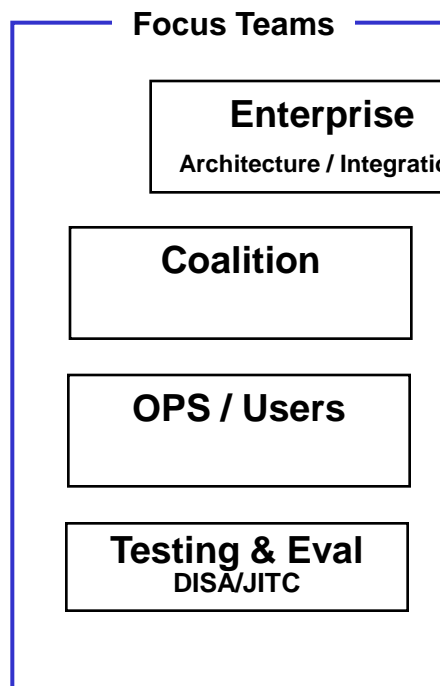 Focus Teams
Enterprise
Architecture / Integratio
Coalition
OPS / Users
Testing & Eval
DISA/JITC